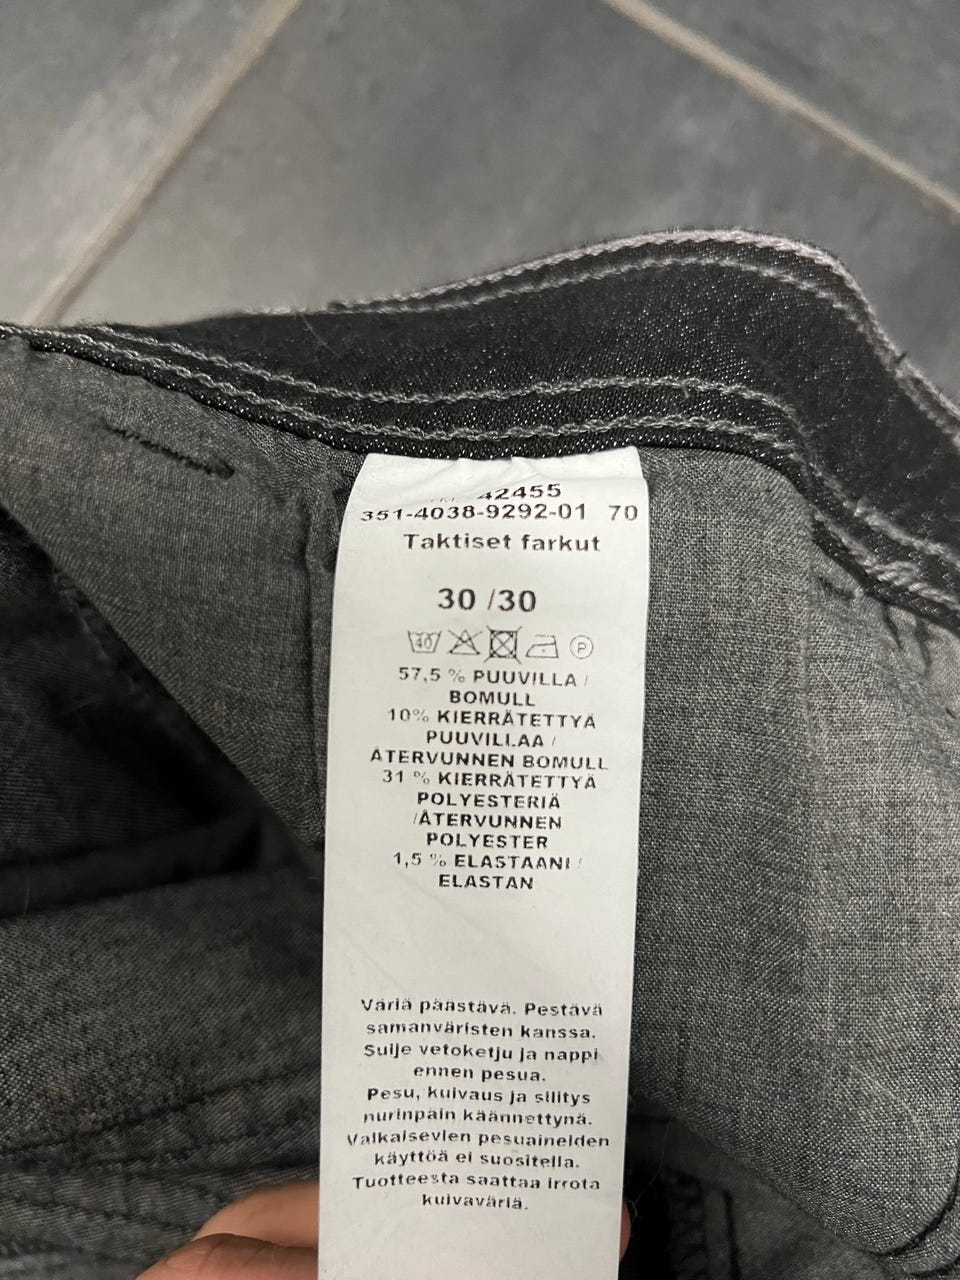 42455
351-4038-9292-01 70
Taktiset farkut
30 /30
40 P
57,5 % PUUVILLA /
BOMULL
10% KIERRÄTETTYÄ
PUUVILLAA /
ÅTERVUNNEN BOMULL
31 % KIERRÄTETTYÄ
POLYESTERIÄ
/ÅTERVUNNEN
POLYESTER
1,5 % ELASTAANI /
ELASTAN
Väriä päästävä. Pestävä
samanväristen kanssa.
Sulje vetoketju ja nappi
ennen pesua.
Pesu, kuivaus ja silitys
nurinpäin käännettynä.
Valkaisevien pesuaineiden
käyttöä ei suositella.
Tuotteesta saattaa irrota
kuivaväriä.